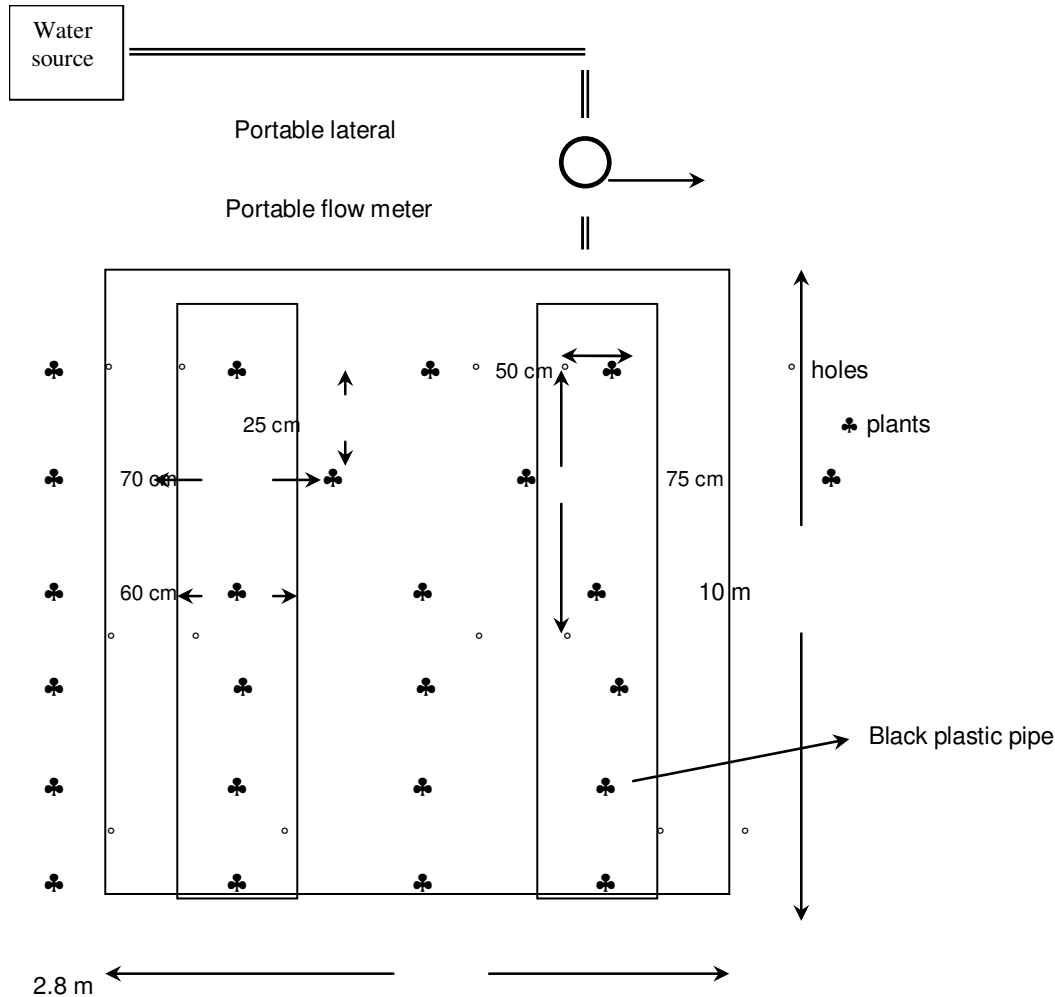 Water
source
Portable lateral
Portable flow meter
50 cm
holes
25 cm
plants
70 cm
75 cm
60 cm
10 m
Black plastic pipe
2.8 m